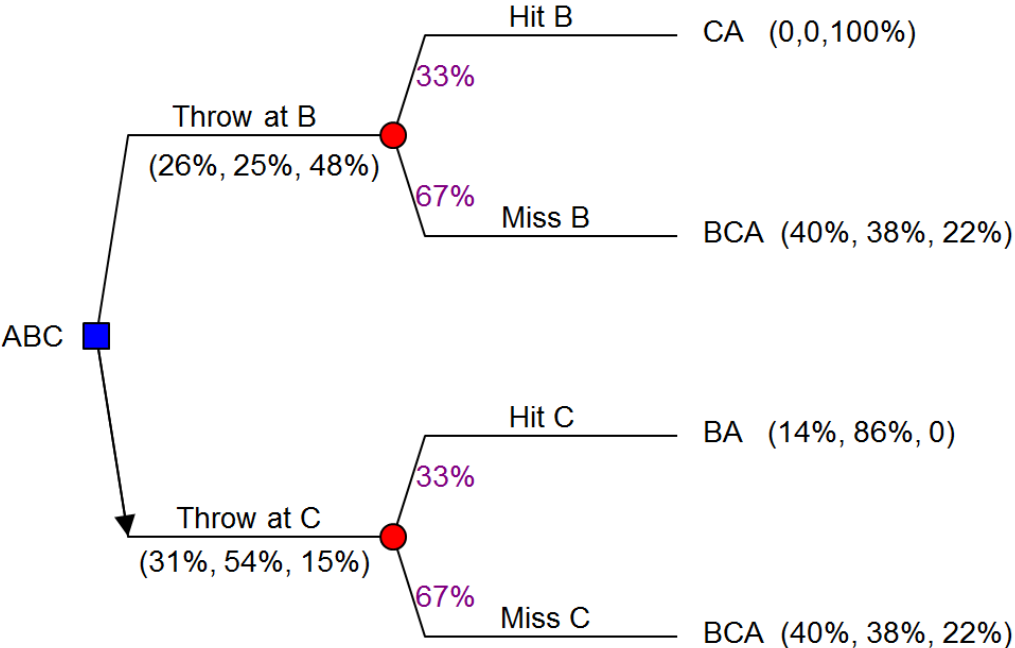 Hit B
CA (0,0,100%)
33%
Throw at B
(26%, 25%, 48%)
67%
Miss B
BCA (40%, 38%, 22%)
ABC
Hit C
BA (14%, 86%, 0)
33%
Throw at C
(31%, 54%, 15%)
67%
Miss C
BCA (40%, 38%, 22%)